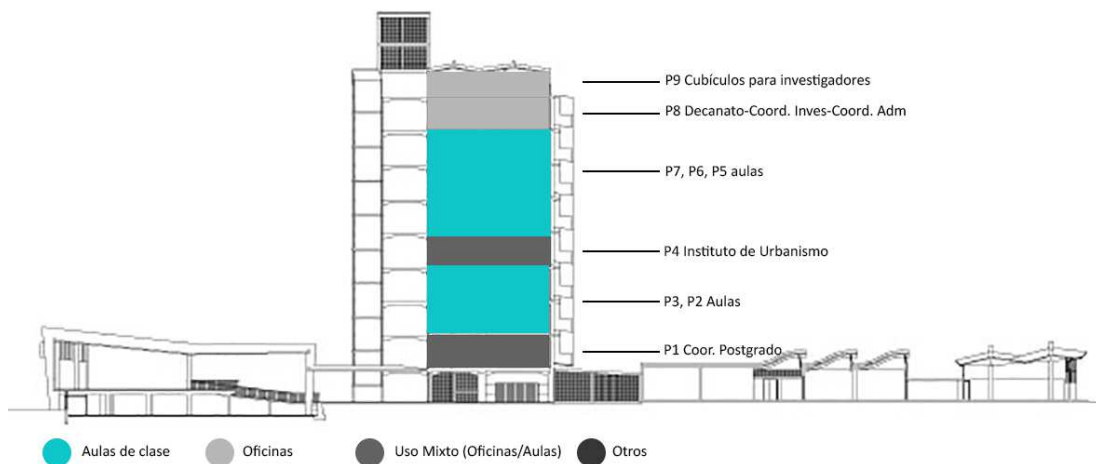 P9 Cubículos para investigadores
P8 Decanato-Coord. Inves-Coord. Adm
P7, P6, P5 aulas
P4 Instituto de Urbanismo
P3, P2 Aulas
P1 Coor. Postgrado
Aulas de clase
Oficinas
Uso Mixto (Oficinas/Aulas)
Otros